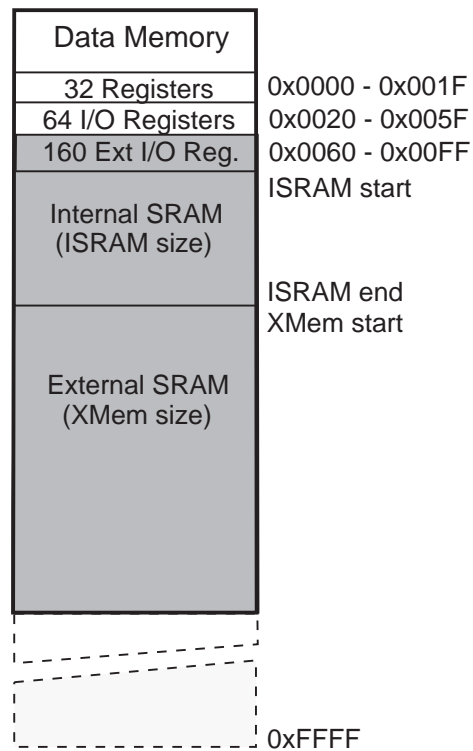 Data Memory
32 Registers 0x0000 - 0x001F
64 I/O Registers 0x0020 - 0x005F
160 Ext I/O Reg. 0x0060 - 0x00FF
ISRAM start
Internal SRAM
(ISRAM size)
ISRAM end
XMem start
External SRAM
(XMem size)
0xFFFF